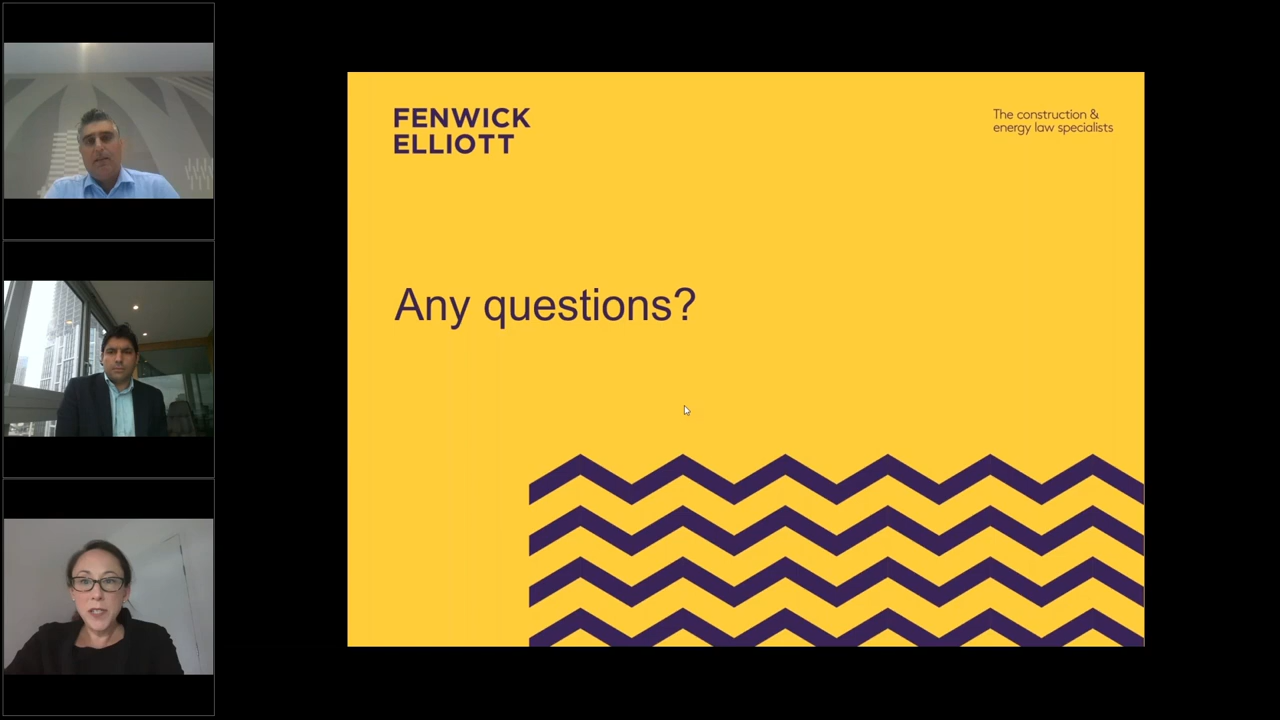 FENWICK
ELLIOTT
The construction &
energy law specialists
Any questions?